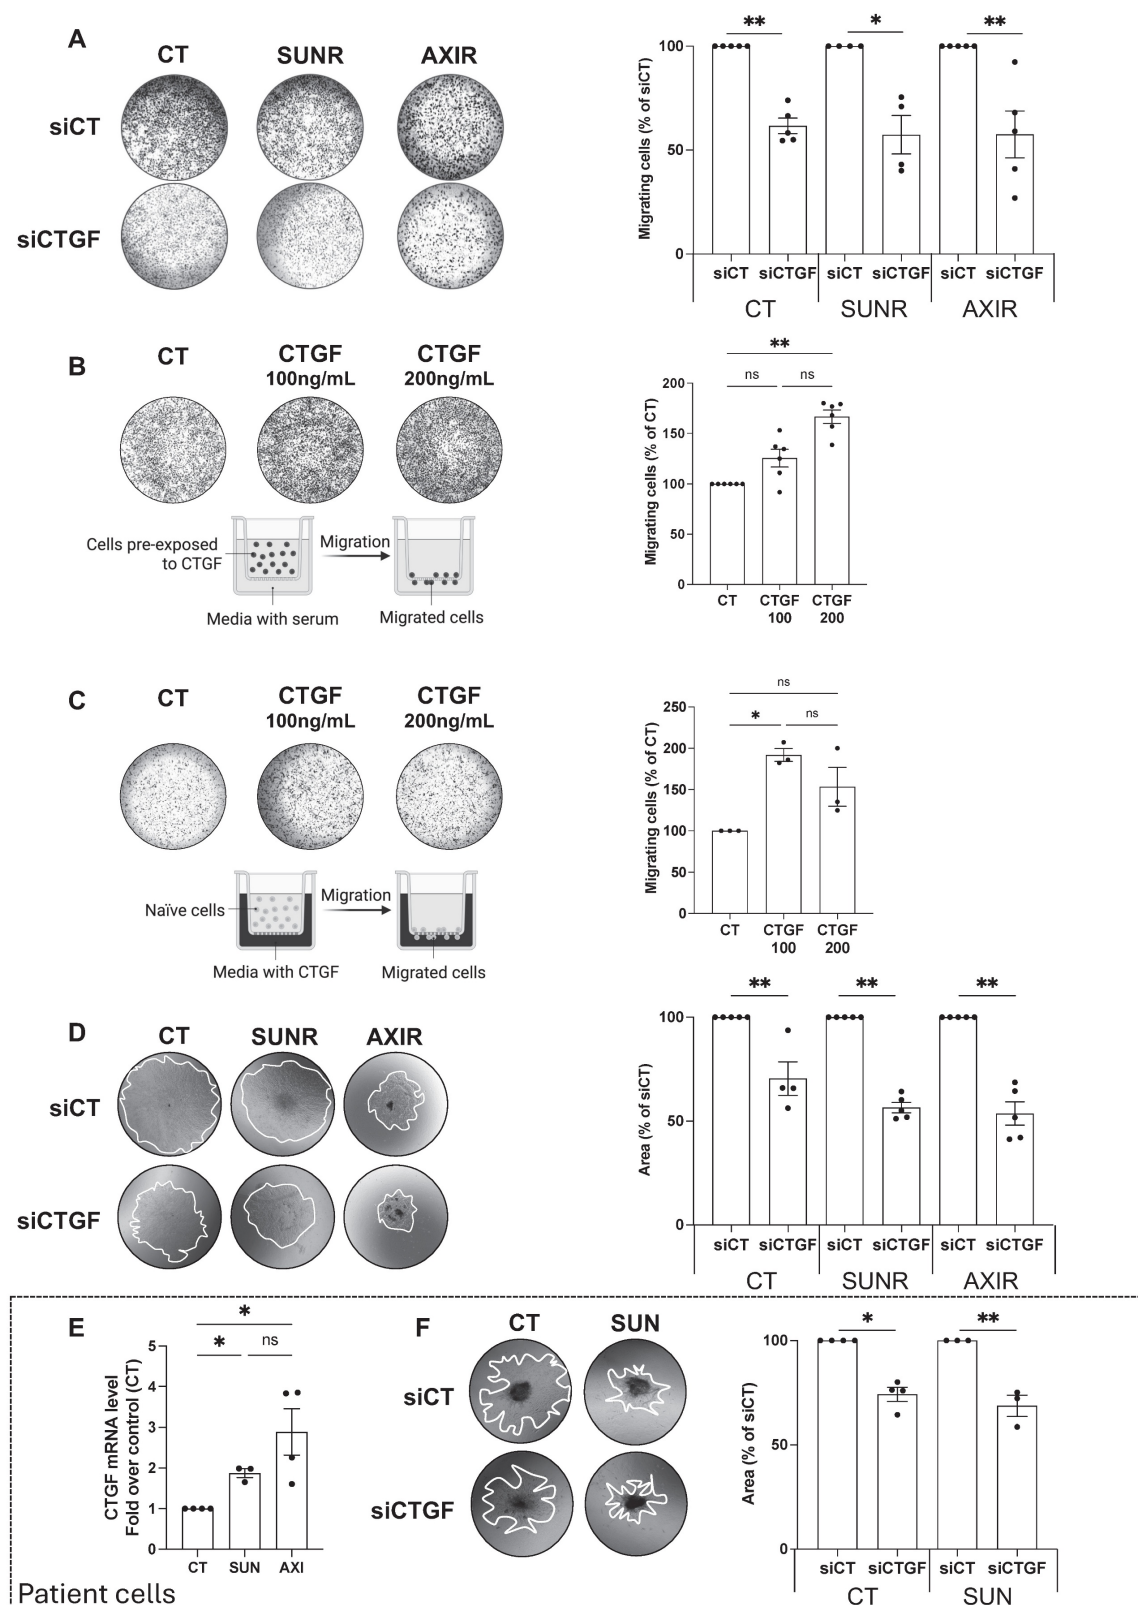 A
CT SUNR AXIR
siCT
siCTGF
** * **
Migrating cells (% of siCT)
100
50
0
siCT siCTGF siCT siCTGF siCT siCTGF
CT SUNR AXIR
B
CT CTGF CTGF
100ng/mL 200ng/mL
Cells pre-exposed
to CTGF
Migration
Media with serum Migrated cells
**
ns ns
Migrating cells (% of CT)
200
150
100
50
0
CT CTGF CTGF
100 200
C
CT CTGF CTGF
100ng/mL 200ng/mL
Naïve cells
Migration
Media with CTGF Migrated cells
ns
* ns
Migrating cells (% of CT)
250
200
150
100
50
0
CT CTGF CTGF
100 200
D
CT SUNR AXIR
siCT
siCTGF
** ** **
Area (% of siCT)
100
50
0
siCT siCTGF siCT siCTGF siCT siCTGF
CT SUNR AXIR
E
*
* ns
CTGF mRNA level
Fold over control (CT)
5
4
3
2
1
0
CT SUN AXI
Patient cells
F
CT SUN
siCT
siCTGF
* **
Area (% of siCT)
100
50
0
siCT siCTGF siCT siCTGF
CT SUN